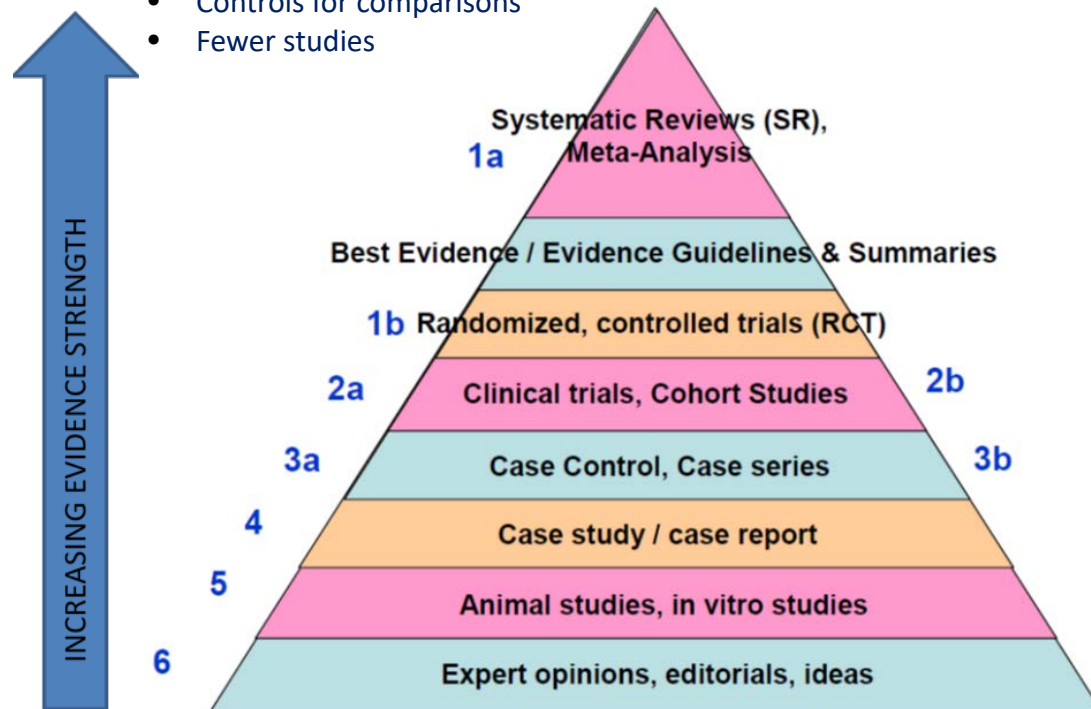 • Controls for comparisons
• Fewer studies
INCREASING EVIDENCE STRENGTH
Systematic Reviews (SR),
Meta-Analysis
1a
Best Evidence / Evidence Guidelines & Summaries
1b Randomized, controlled trials (RCT)
2a Clinical trials, Cohort Studies 2b
3a Case Control, Case series 3b
4 Case study / case report
5 Animal studies, in vitro studies
6 Expert opinions, editorials, ideas